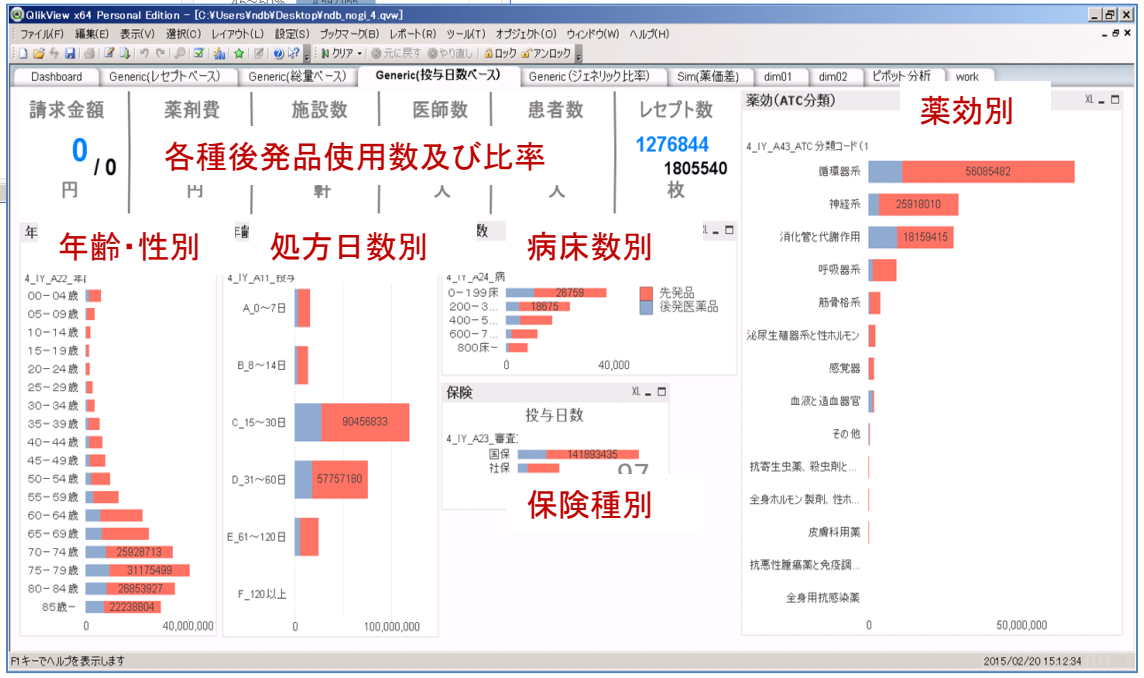 45～50%
QlikView x64 Personal Edition - [C:¥Users¥ndb¥Desktop¥ndb_nogi_4.qvw]
ファイル(F) 編集(E) 表示(V) 選択(C) レイアウト(L) 設定(S) ブックマーク(B) レポート(R) ツール(T) オブジェクト(O) ウィンドウ(W) ヘルプ(H)
クリア 元に戻す やり直し ロック アンロック
Dashboard Generic(レセプトベース) Generic(総量ベース) Generic(投与日数ベース) Generic(ジェネリック比率) Sim(薬価差) dim01 dim02 ピボット分析 work
請求金額 薬剤費 施設数 医師数 患者数 レセプト数
0 / 0 1276844
1805540
円 円 軒 人 人 枚
各種後発品使用数及び比率
年齢・性別
年
4_IY_A22_年
00-04歳
05-09歳
10-14歳
15-19歳
20-24歳
25-29歳
30-34歳
35-39歳
40-44歳
45-49歳
50-54歳
55-59歳
60-64歳
65-69歳
70-74歳 25928713
75-79歳 31175499
80-84歳 26853927
85歳- 22238804
0 40,000,000
処方日数別
4_IY_A11_投与
A_0～7日
B_8～14日
C_15～30日 90456833
D_31～60日 57757180
E_61～120日
F_120以上
0 100,000,000
病床数別
数 XL
4_IY_A24_病
0-199床 26759
200-3... 18675
400-5...
600-7...
800床-
0 40,000
先発品
後発医薬品
保険 XL
投与日数
4_IY_A23_審査
国保 141893435
社保
97
保険種別
薬効(ATC分類) XL
薬効別
4_IY_A43_ATC分類コード(1
循環器系 56085482
神経系 25918010
消化管と代謝作用 18159415
呼吸器系
筋骨格系
泌尿生殖器系と性ホルモン
感覚器
血液と造血器官
その他
抗寄生虫薬、殺虫剤と...
全身ホルモン製剤、性ホ...
皮膚科用薬
抗悪性腫瘍薬と免疫調...
全身用抗感染薬
0 50,000,000
F1キーでヘルプを表示します
2015/02/20 15:12:34